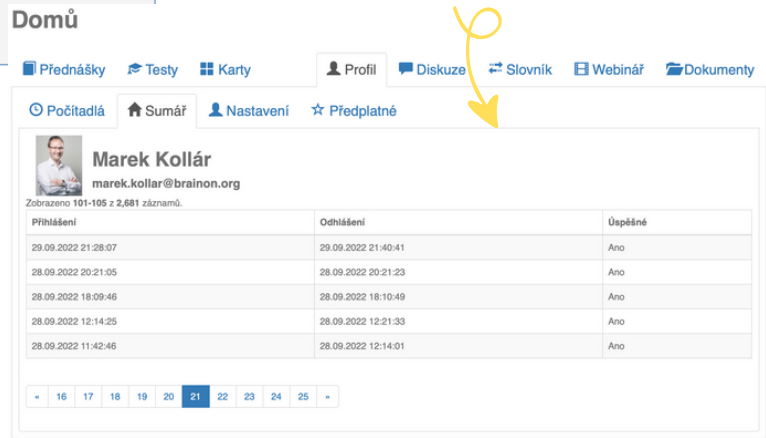 Domů
Přednášky Testy Karty Profil Diskuze Slovník Webinář Dokumenty
Počítadlá Sumář Nastavení Předplatné
Marek Kollár
marek.kollar@brainon.org
Zobrazeno 101-105 z 2,681 záznamů.
Přihlášení Odhlášení Úspěšné
29.09.2022 21:28:07 29.09.2022 21:40:41 Ano
28.09.2022 20:21:05 28.09.2022 20:21:23 Ano
28.09.2022 18:09:46 28.09.2022 18:10:49 Ano
28.09.2022 12:14:25 28.09.2022 12:21:33 Ano
28.09.2022 11:42:46 28.09.2022 12:14:01 Ano
« 16 17 18 19 20 21 22 23 24 25 »